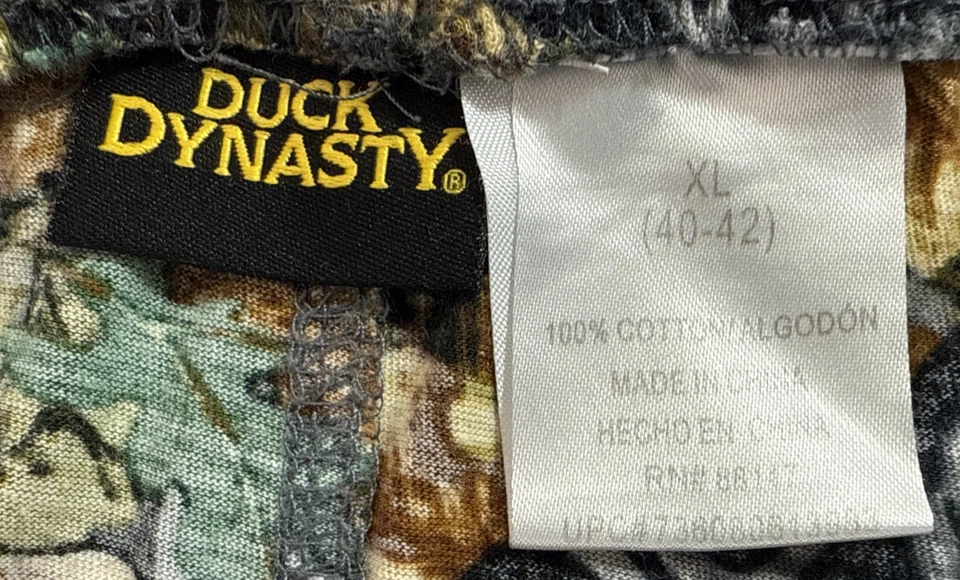 DUCK
DYNASTY®
XL
(40-42)
100% COTTON/ALGODÓN
MADE IN CHINA
HECHO EN CHINA
RN#